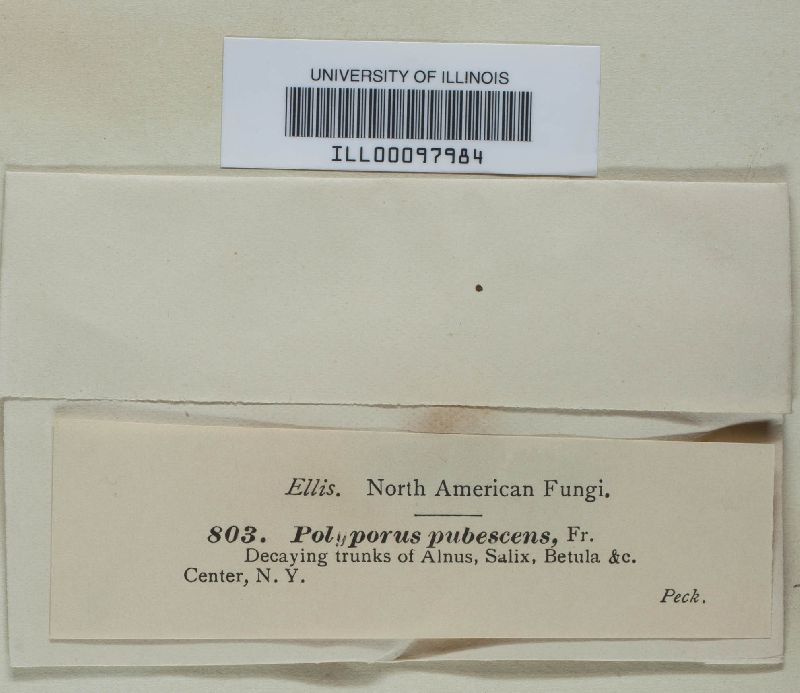 UNIVERSITY OF ILLINOIS
ILL00097984
Ellis. North American Fungi.
803. Polyporus pubescens, Fr.
Decaying trunks of Alnus, Salix, Betula &c.
Center, N. Y.
Peck.